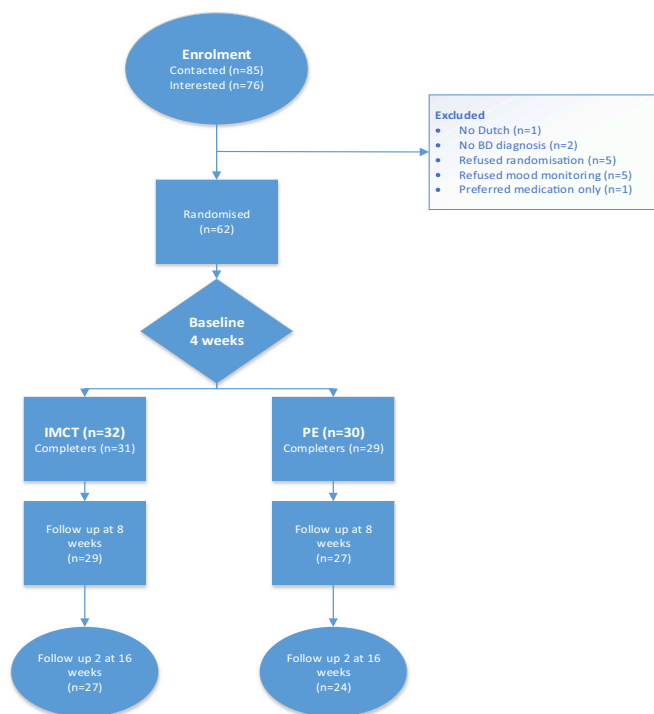 Enrolment
Contacted (n=85)
Interested (n=76)
Excluded
• No Dutch (n=1)
• No BD diagnosis (n=2)
• Refused randomisation (n=5)
• Refused mood monitoring (n=5)
• Preferred medication only (n=1)
Randomised
(n=62)
Baseline
4 weeks
IMCT (n=32)
Completers (n=31)
PE (n=30)
Completers (n=29)
Follow up at 8
weeks
(n=29)
Follow up at 8
weeks
(n=27)
Follow up 2 at 16
weeks
(n=27)
Follow up 2 at 16
weeks
(n=24)